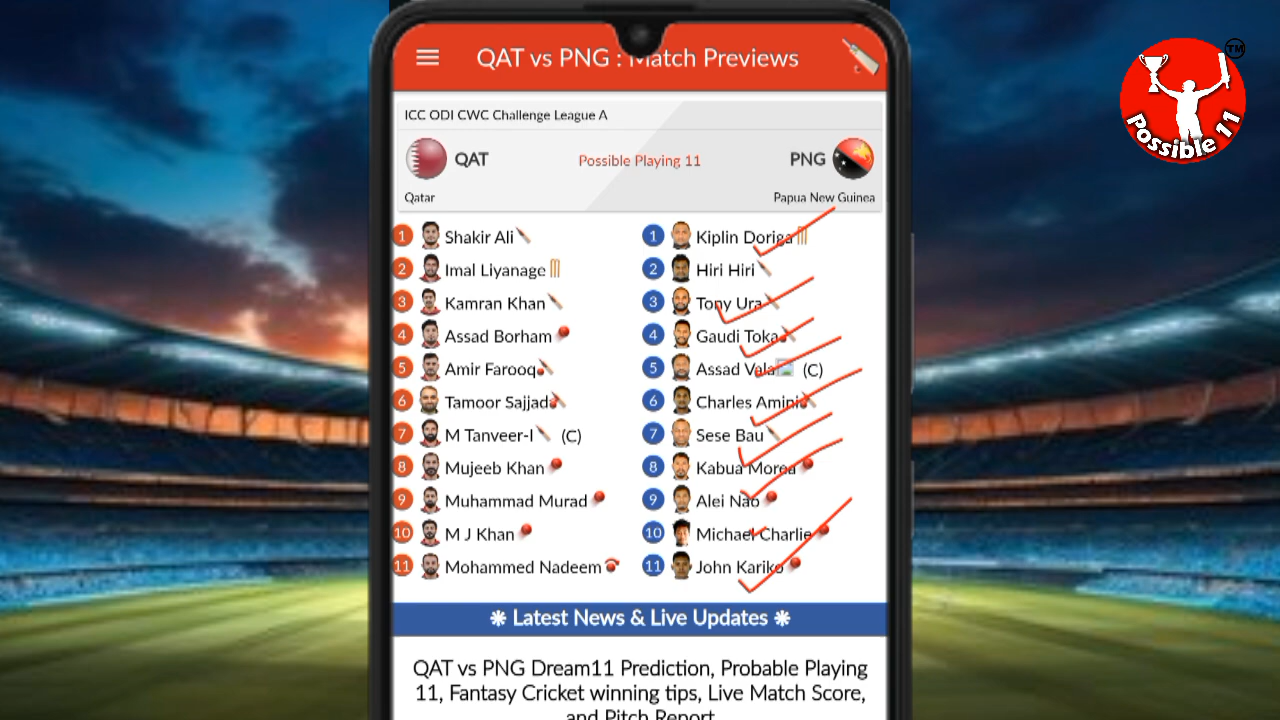 QAT vs PNG : Match Previews
TM
Possible 11
ICC ODI CWC Challenge League A
QAT
Possible Playing 11
PNG
Qatar
Papua New Guinea
1 Shakir Ali
2 Imal Liyanage
3 Kamran Khan
4 Assad Borham
5 Amir Farooq
6 Tamoor Sajjad
7 M Tanveer-I (C)
8 Mujeeb Khan
9 Muhammad Murad
10 M J Khan
11 Mohammed Nadeem
1 Kiplin Doriga
2 Hiri Hiri
3 Tony Ura
4 Gaudi Toka
5 Assad Vala (C)
6 Charles Amini
7 Sese Bau
8 Kabua Morea
9 Alei Nao
10 Michael Charlie
11 John Kariko
Latest News & Live Updates
QAT vs PNG Dream11 Prediction, Probable Playing
11, Fantasy Cricket winning tips, Live Match Score,
and Pitch Report